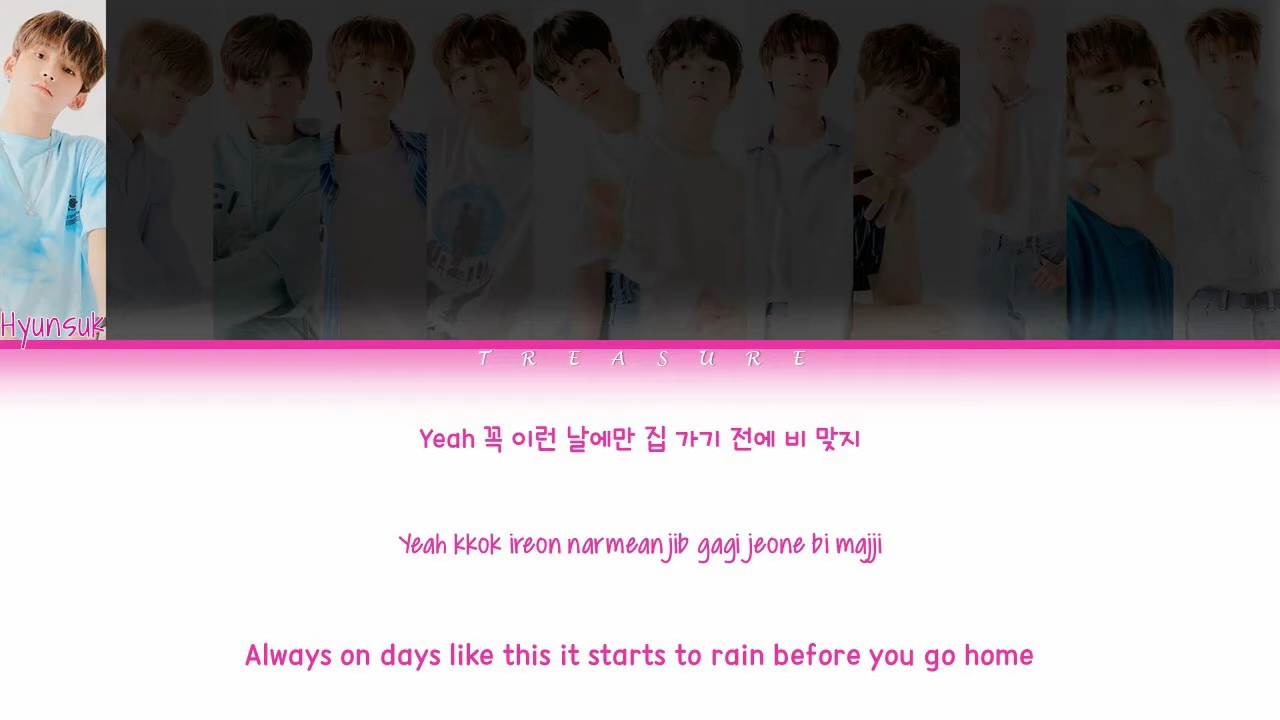 Hyunsuk
T R E A S U R E
Yeah 꼭 이런 날에만 집 가기 전에 비 맞지
Yeah kkok ireon narmean jib gagi jeone bi majji
Always on days like this it starts to rain before you go home